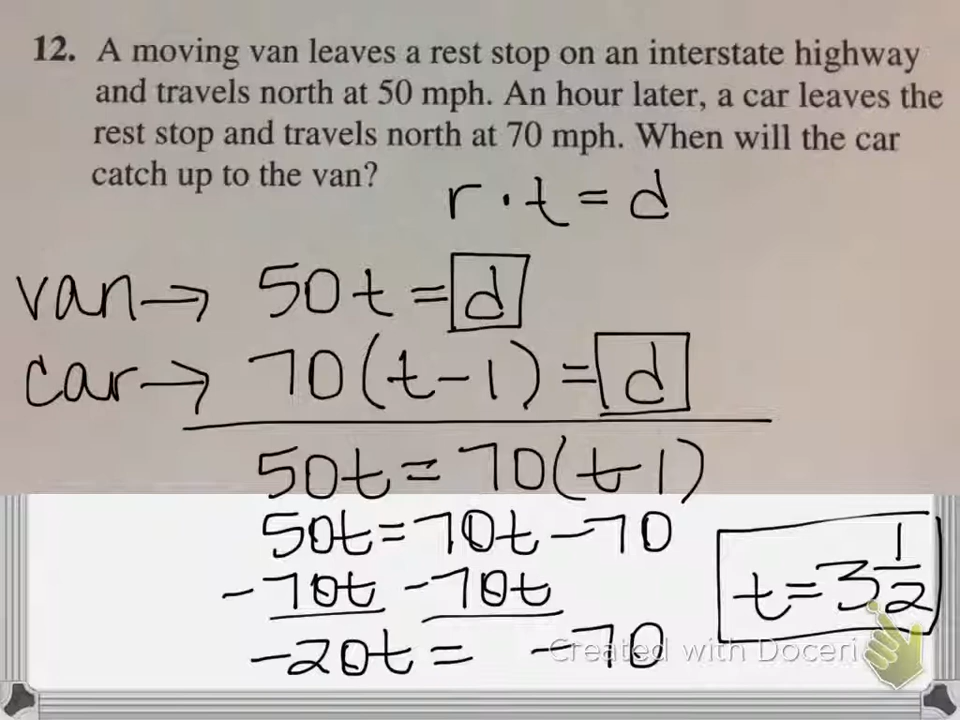 12. A moving van leaves a rest stop on an interstate highway
and travels north at 50 mph. An hour later, a car leaves the
rest stop and travels north at 70 mph. When will the car
catch up to the van?
r · t = d
van → 50t = d
car → 70(t-1) = d
50t = 70(t-1)
50t = 70t - 70
-70t -70t
-20t = -70
t = 3 1/2
Created with Doceri